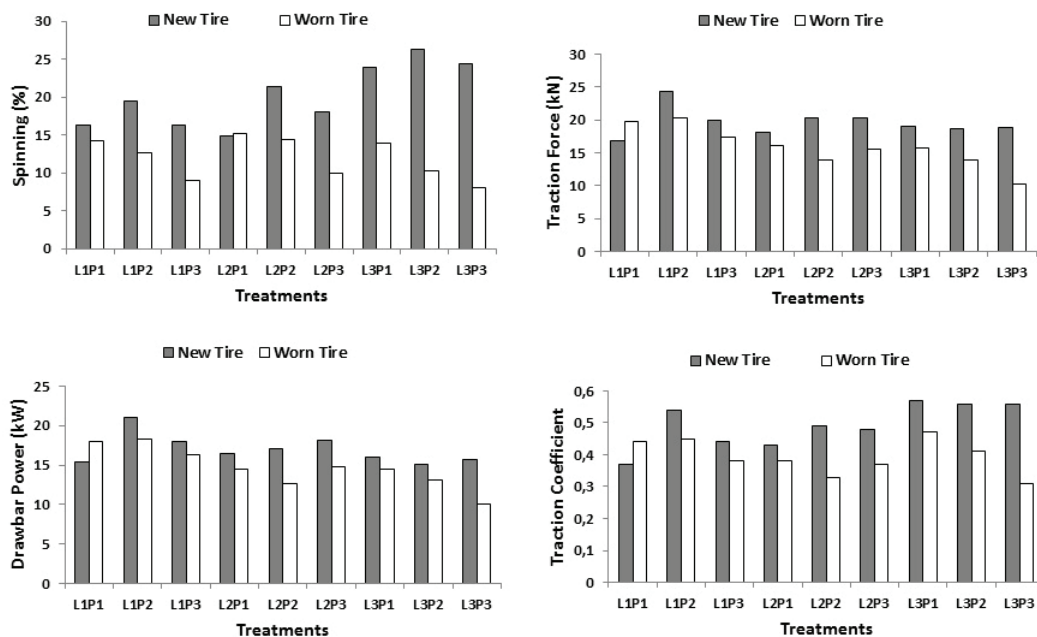 New Tire Worn Tire
Spinning (%)
30
25
20
15
10
5
0
L1P1 L1P2 L1P3 L2P1 L2P2 L2P3 L3P1 L3P2 L3P3
Treatments
New Tire Worn Tire
Traction Force (kN)
30
25
20
15
10
5
0
L1P1 L1P2 L1P3 L2P1 L2P2 L2P3 L3P1 L3P2 L3P3
Treatments
New Tire Worn Tire
Drawbar Power (kW)
25
20
15
10
5
0
L1P1 L1P2 L1P3 L2P1 L2P2 L2P3 L3P1 L3P2 L3P3
Treatments
New Tire Worn Tire
Traction Coefficient
0,6
0,5
0,4
0,3
0,2
0,1
0
L1P1 L1P2 L1P3 L2P1 L2P2 L2P3 L3P1 L3P2 L3P3
Treatments